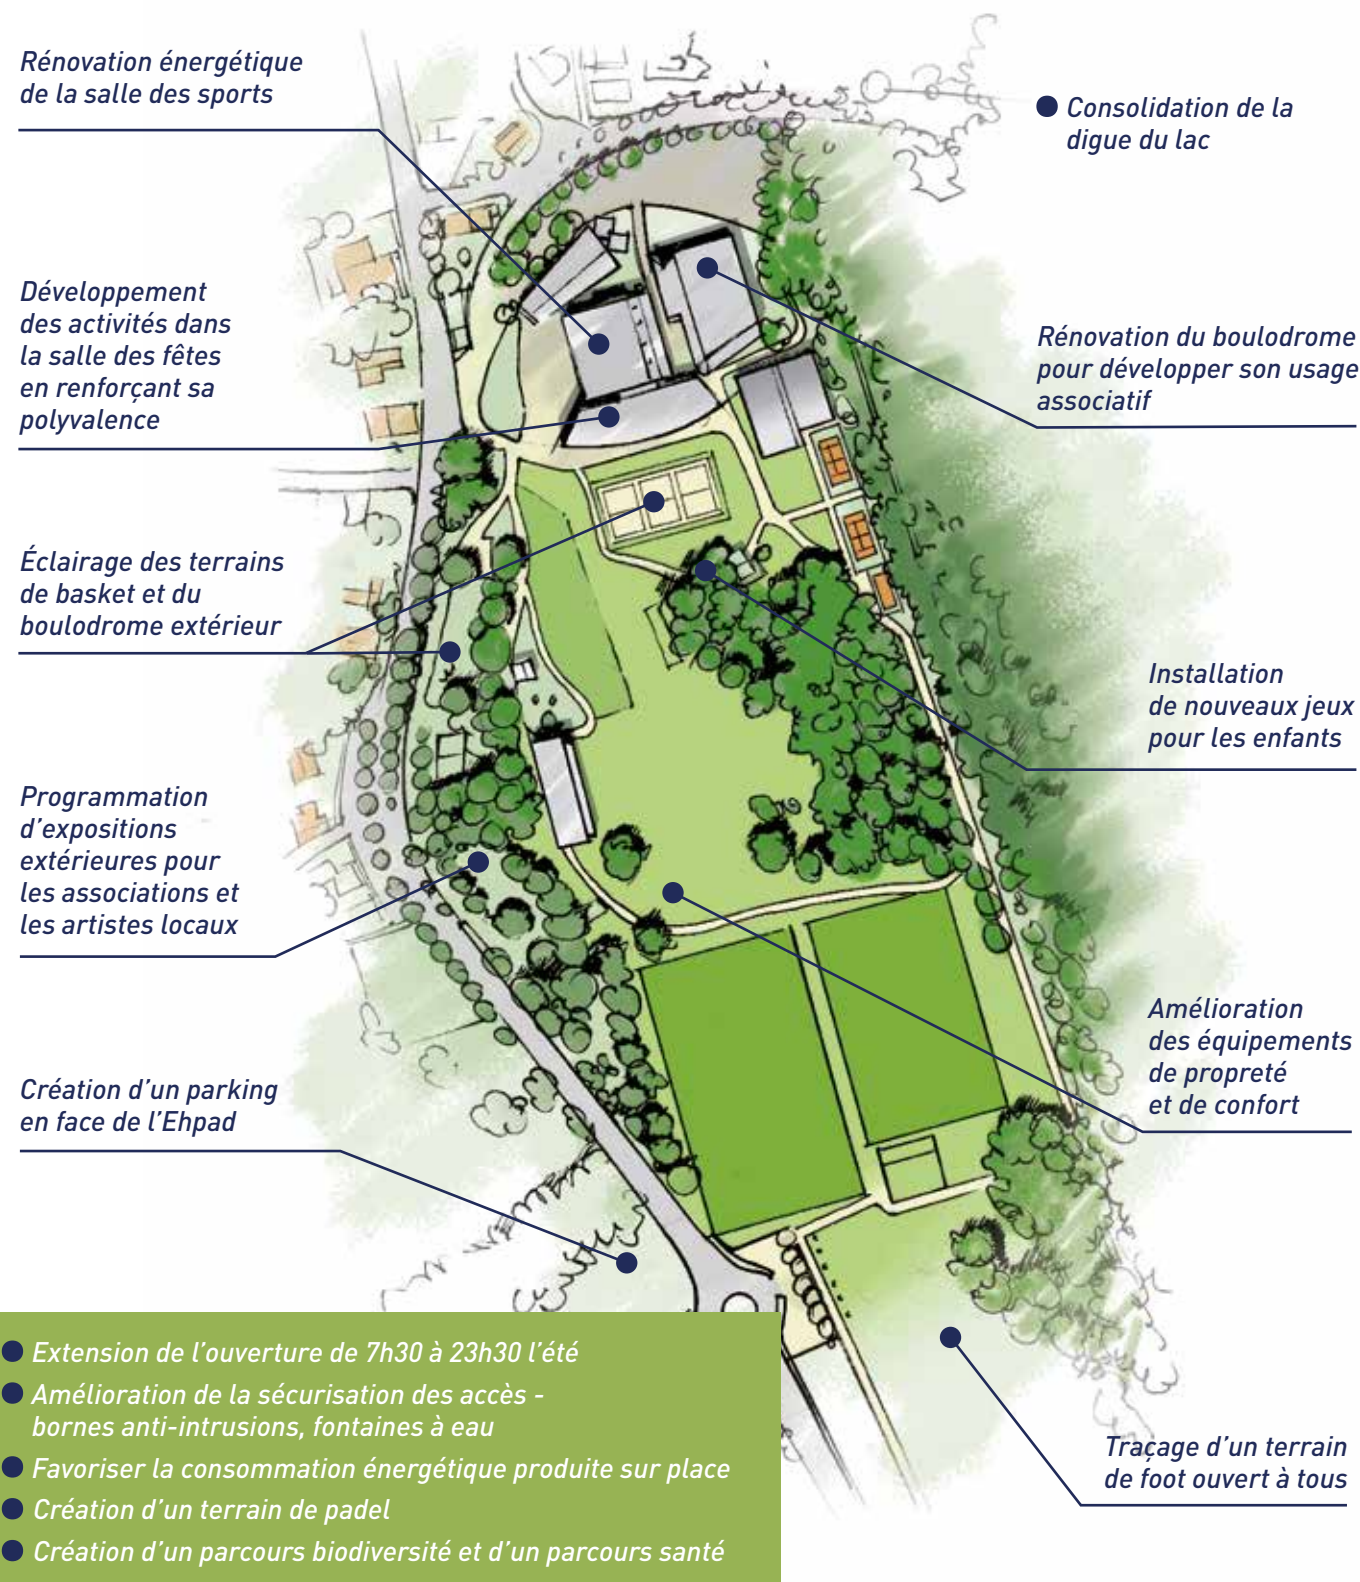 Rénovation énergétique
de la salle des sports
Développement
des activités dans
la salle des fêtes
en renforçant sa
polyvalence
Éclairage des terrains
de basket et du
boulodrome extérieur
Programmation
d’expositions
extérieures pour
les associations et
les artistes locaux
Création d’un parking
en face de l’Ehpad
Consolidation de la
digue du lac
Rénovation du boulodrome
pour développer son usage
associatif
Installation
de nouveaux jeux
pour les enfants
Amélioration
des équipements
de propreté
et de confort
Traçage d’un terrain
de foot ouvert à tous
Extension de l’ouverture de 7h30 à 23h30 l’été
Amélioration de la sécurisation des accès -
bornes anti-intrusions, fontaines à eau
Favoriser la consommation énergétique produite sur place
Création d’un terrain de padel
Création d’un parcours biodiversité et d’un parcours santé